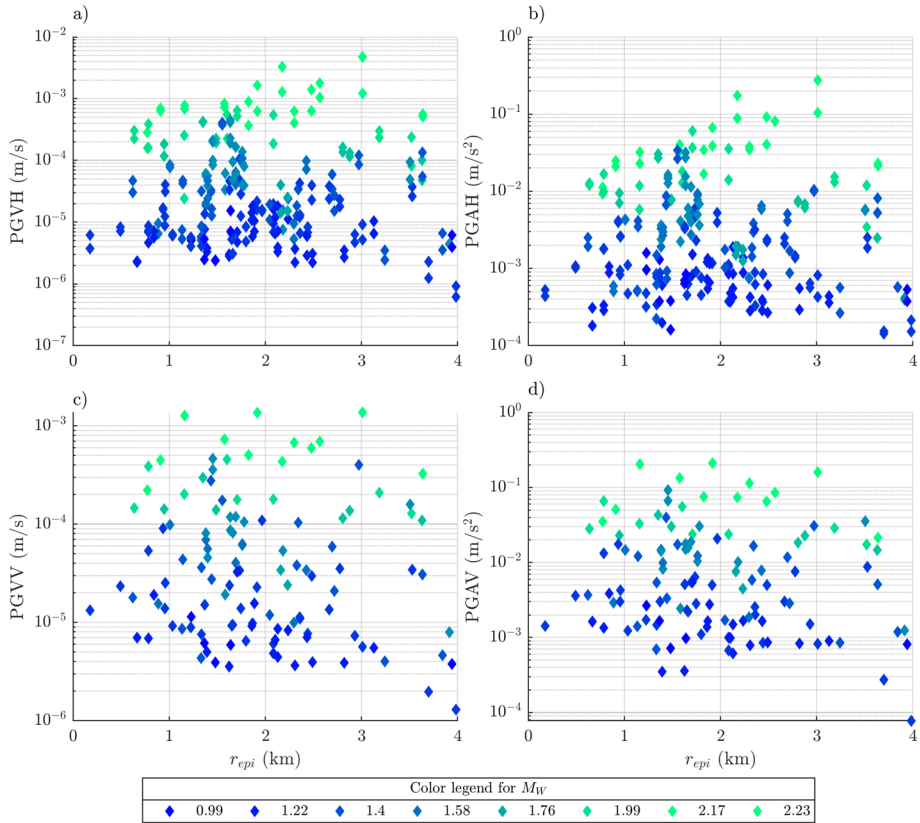 a)
10^-2
10^-3
10^-4
10^-5
10^-6
10^-7
PGVH (m/s)
0 1 2 3 4
b)
10^0
10^-1
10^-2
10^-3
10^-4
PGAH (m/s²)
0 1 2 3 4
c)
10^-3
10^-4
10^-5
10^-6
PGVV (m/s)
0 1 2 3 4
r_epi (km)
d)
10^0
10^-1
10^-2
10^-3
10^-4
PGAV (m/s²)
0 1 2 3 4
r_epi (km)
Color legend for M_W
0.99 1.22 1.4 1.58 1.76 1.99 2.17 2.23